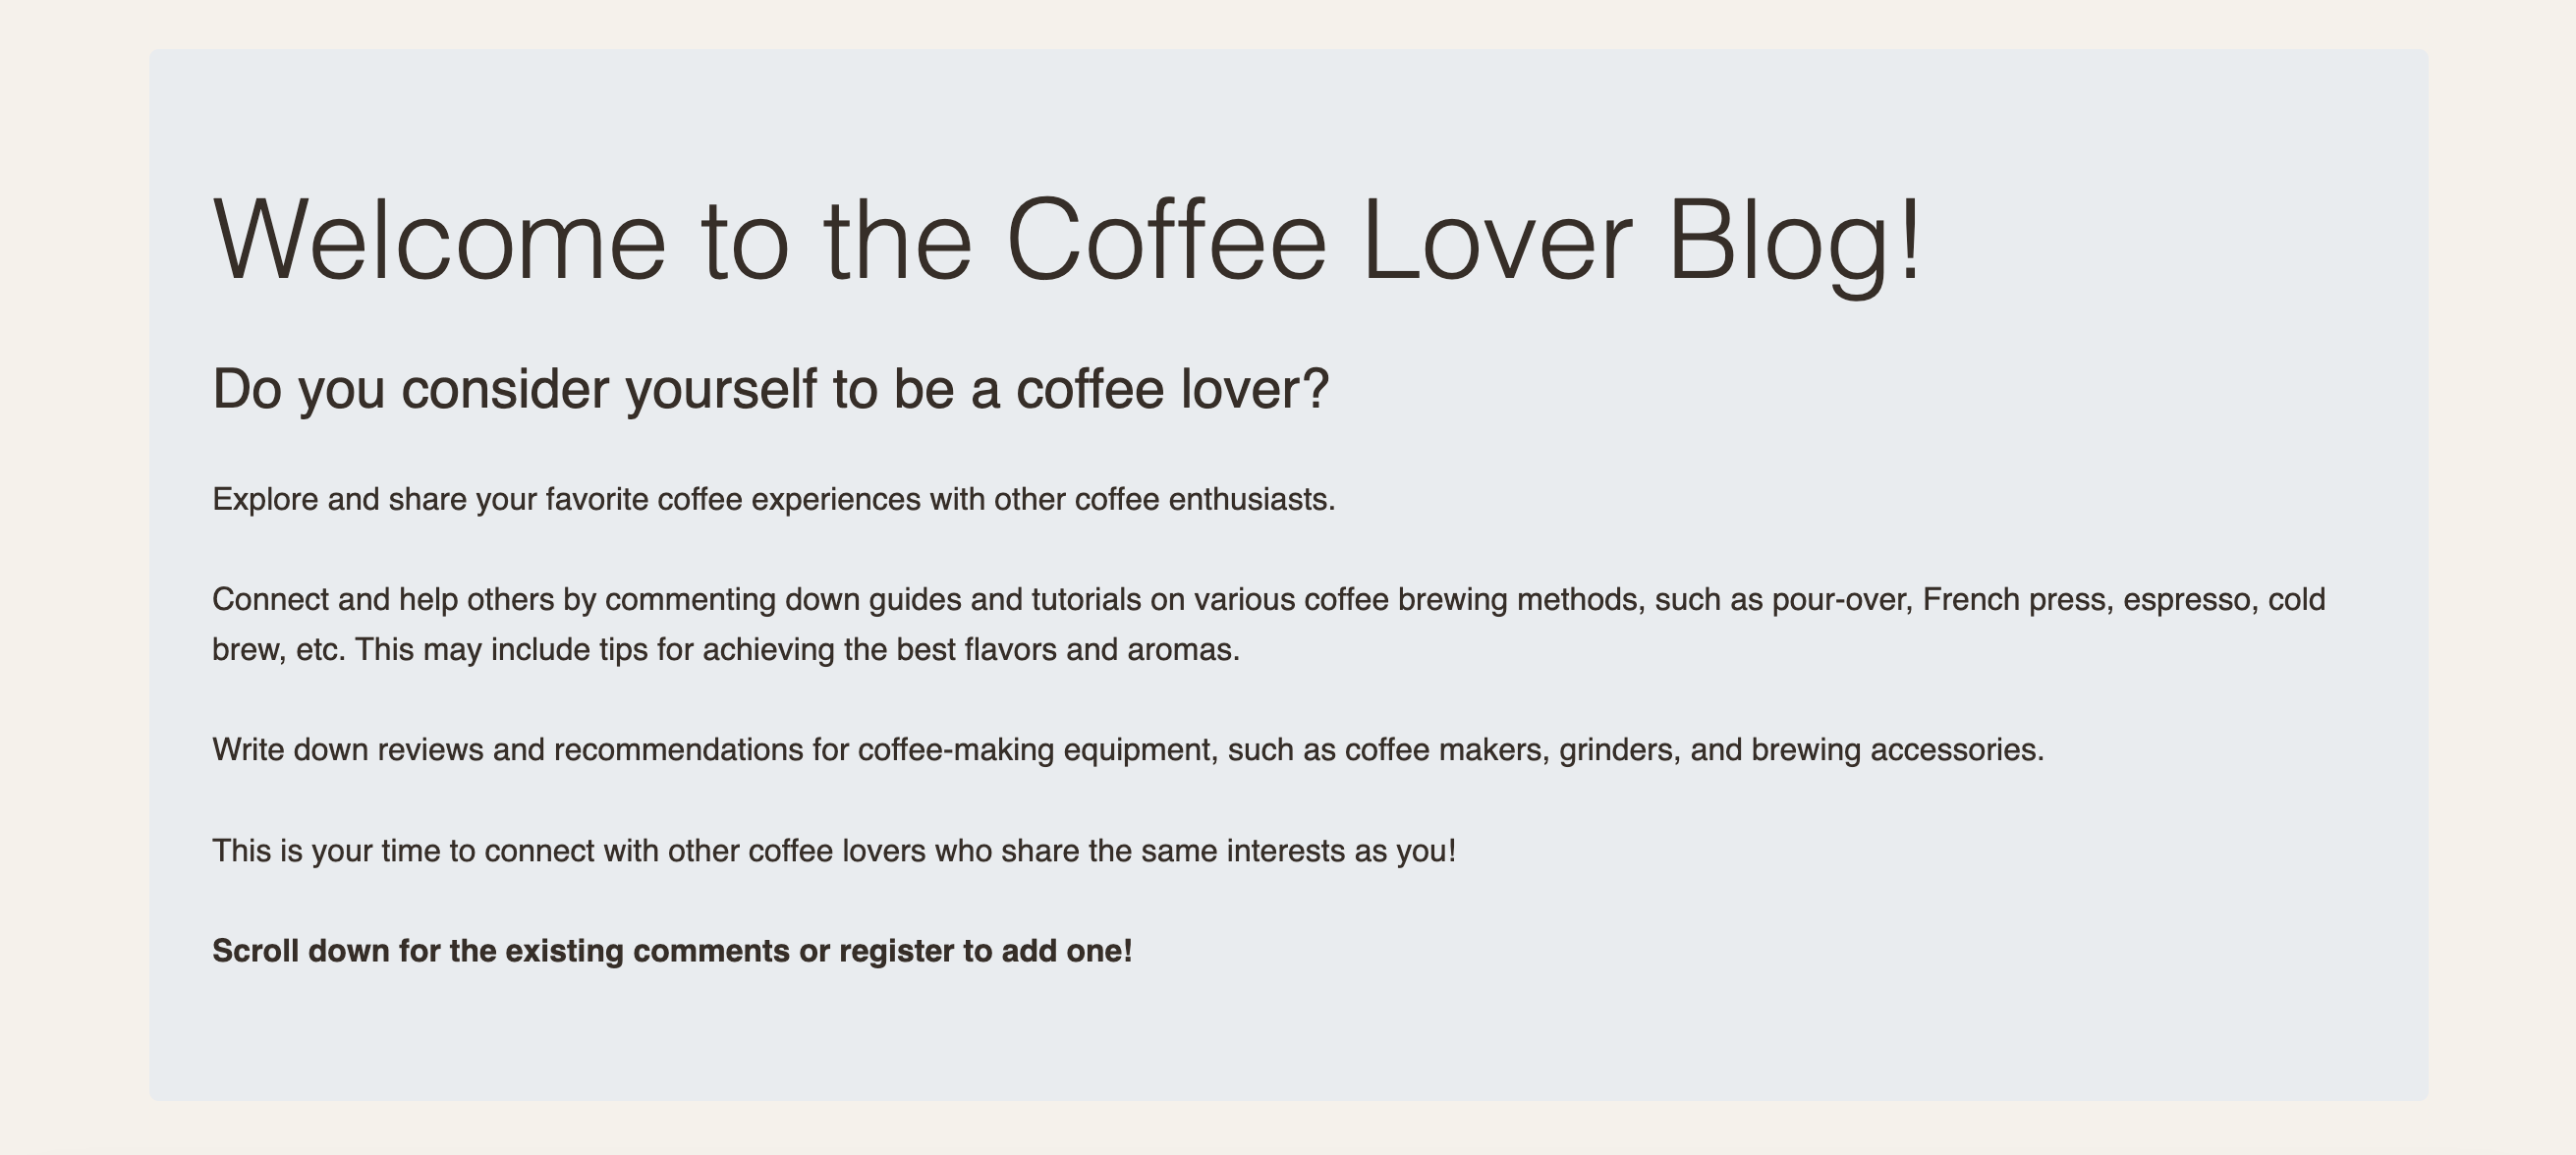 Welcome to the Coffee Lover Blog!
Do you consider yourself to be a coffee lover?
Explore and share your favorite coffee experiences with other coffee enthusiasts.
Connect and help others by commenting down guides and tutorials on various coffee brewing methods, such as pour-over, French press, espresso, cold
brew, etc. This may include tips for achieving the best flavors and aromas.
Write down reviews and recommendations for coffee-making equipment, such as coffee makers, grinders, and brewing accessories.
This is your time to connect with other coffee lovers who share the same interests as you!
Scroll down for the existing comments or register to add one!